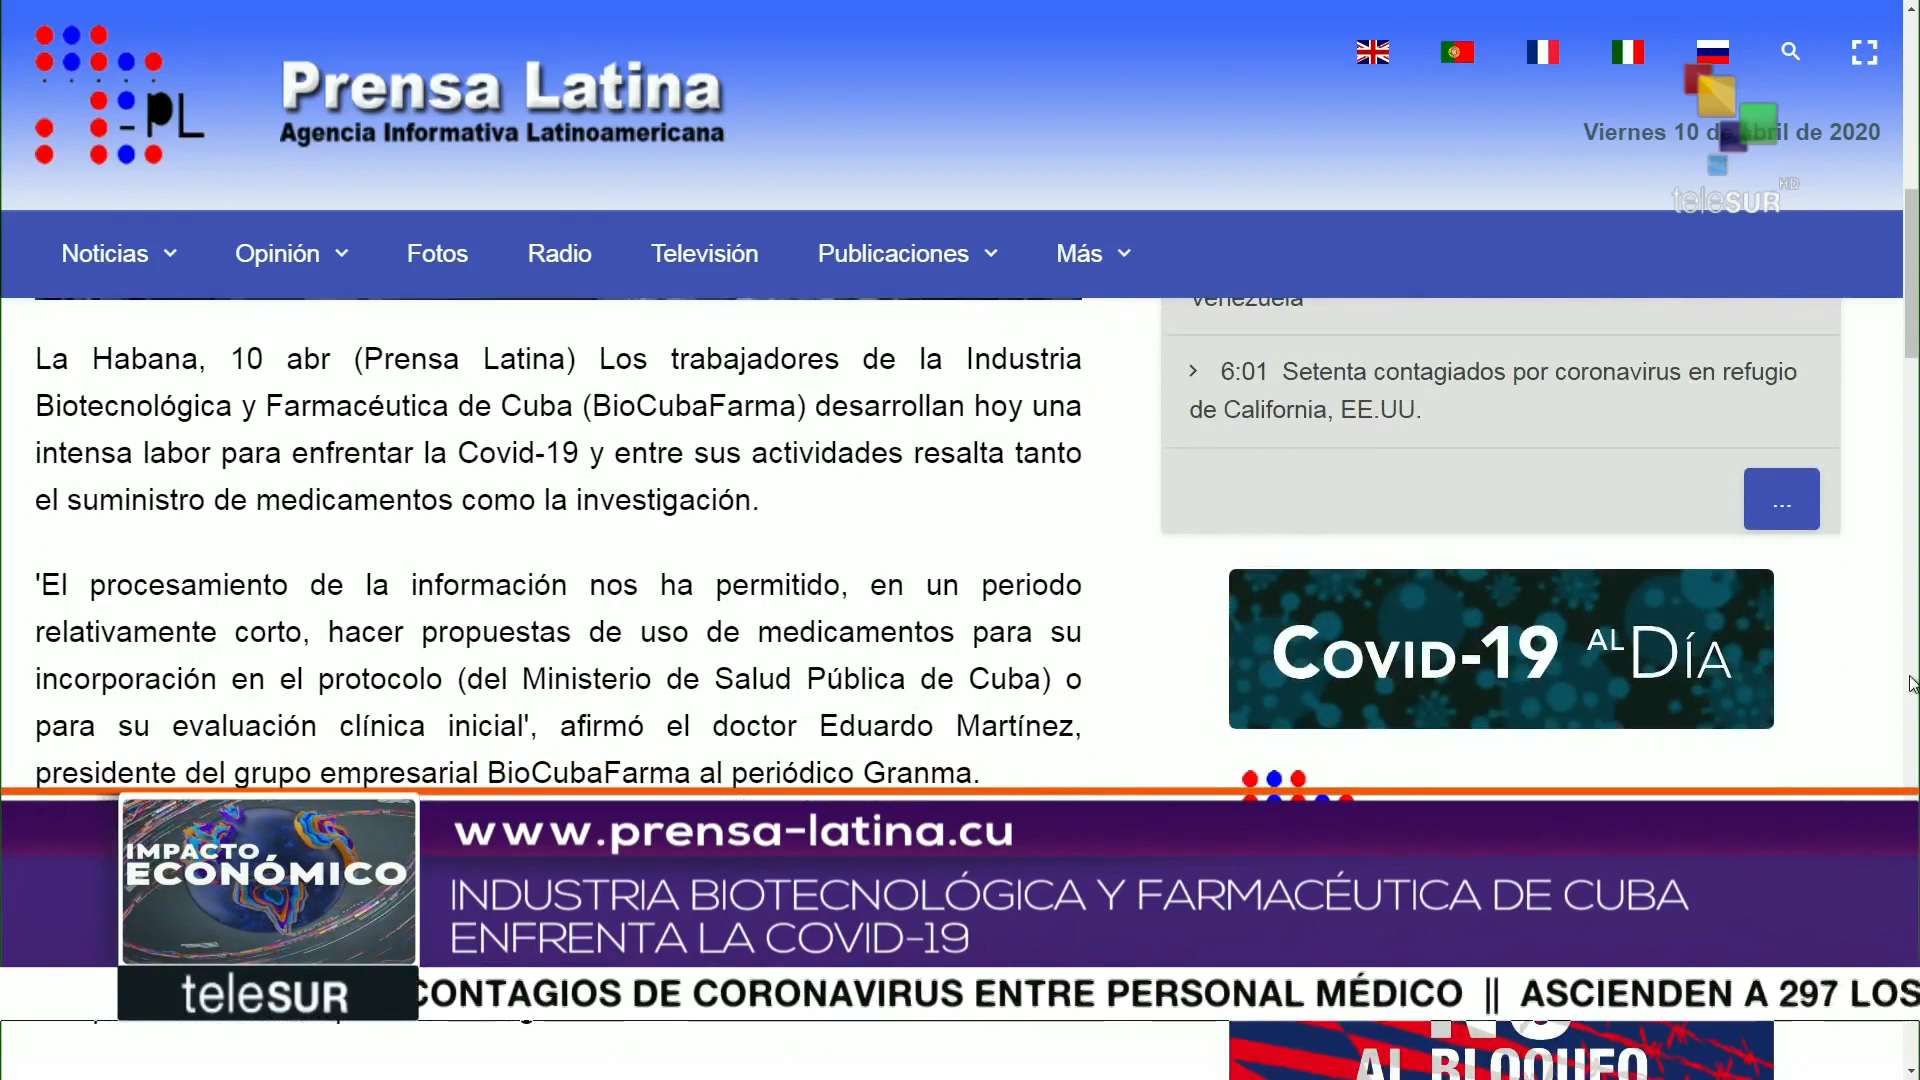 PL
Prensa Latina
Agencia Informativa Latinoamericana
Viernes 10 de abril de 2020
teleSUR HD
Noticias
Opinión
Fotos
Radio
Televisión
Publicaciones
Más
La Habana, 10 abr (Prensa Latina) Los trabajadores de la Industria
Biotecnológica y Farmacéutica de Cuba (BioCubaFarma) desarrollan hoy una
intensa labor para enfrentar la Covid-19 y entre sus actividades resalta tanto
el suministro de medicamentos como la investigación.
'El procesamiento de la información nos ha permitido, en un periodo
relativamente corto, hacer propuestas de uso de medicamentos para su
incorporación en el protocolo (del Ministerio de Salud Pública de Cuba) o
para su evaluación clínica inicial', afirmó el doctor Eduardo Martínez,
presidente del grupo empresarial BioCubaFarma al periódico Granma.
Venezuela
6:01 Setenta contagiados por coronavirus en refugio
de California, EE.UU.
...
COVID-19 AL DÍA
IMPACTO
ECONÓMICO
www.prensa-latina.cu
INDUSTRIA BIOTECNOLÓGICA Y FARMACÉUTICA DE CUBA
ENFRENTA LA COVID-19
teleSUR
CONTAGIOS DE CORONAVIRUS ENTRE PERSONAL MÉDICO || ASCIENDEN A 297 LOS
NO
AL BLOQUEO